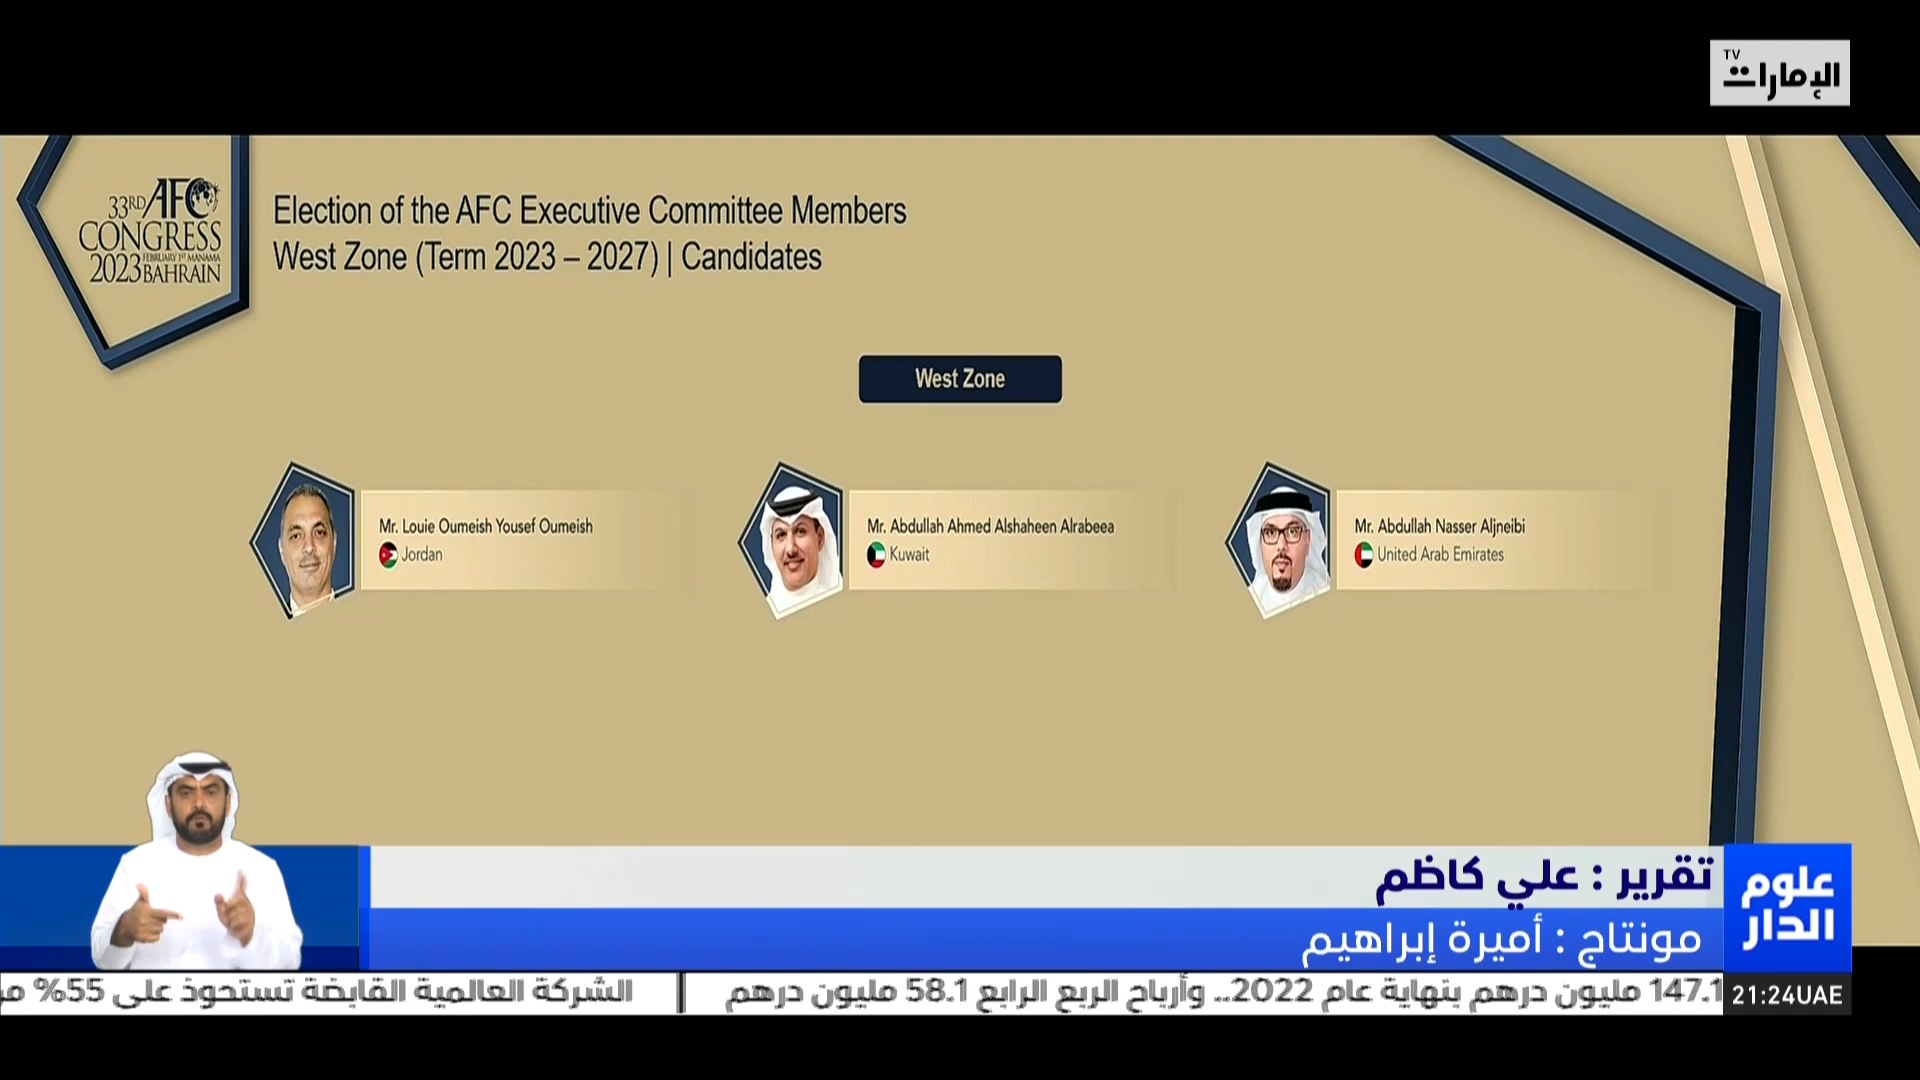 TV
الإمارات
33RD AFC
CONGRESS
FEBRUARY 1ST MANAMA
2023 BAHRAIN
Election of the AFC Executive Committee Members
West Zone (Term 2023 – 2027) | Candidates
West Zone
Mr. Louie Oumeish Yousef Oumeish
Jordan
Mr. Abdullah Ahmed Alshaheen Alrabeea
Kuwait
Mr. Abdullah Nasser Aljneibi
United Arab Emirates
علوم
الدار
تقرير : علي كاظم
مونتاج : أميرة إبراهيم
147.1 مليون درهم بنهاية عام 2022.. وأرباح الربع الرابع 58.1 مليون درهم | الشركة العالمية القابضة تستحوذ على 55%
21:24UAE